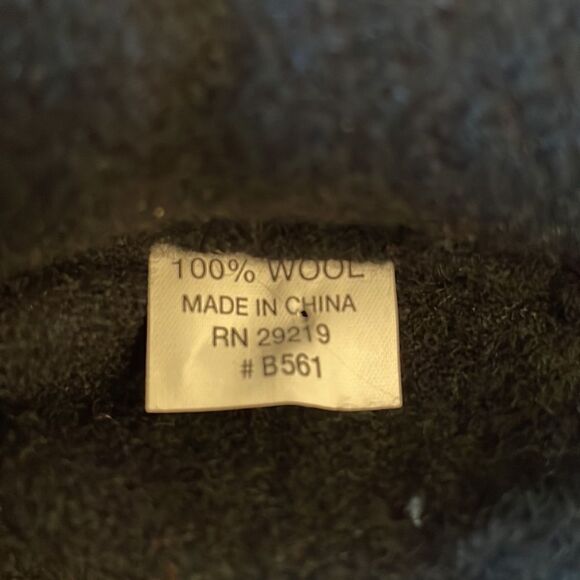 100% WOOL
MADE IN CHINA
RN 29219
# B561